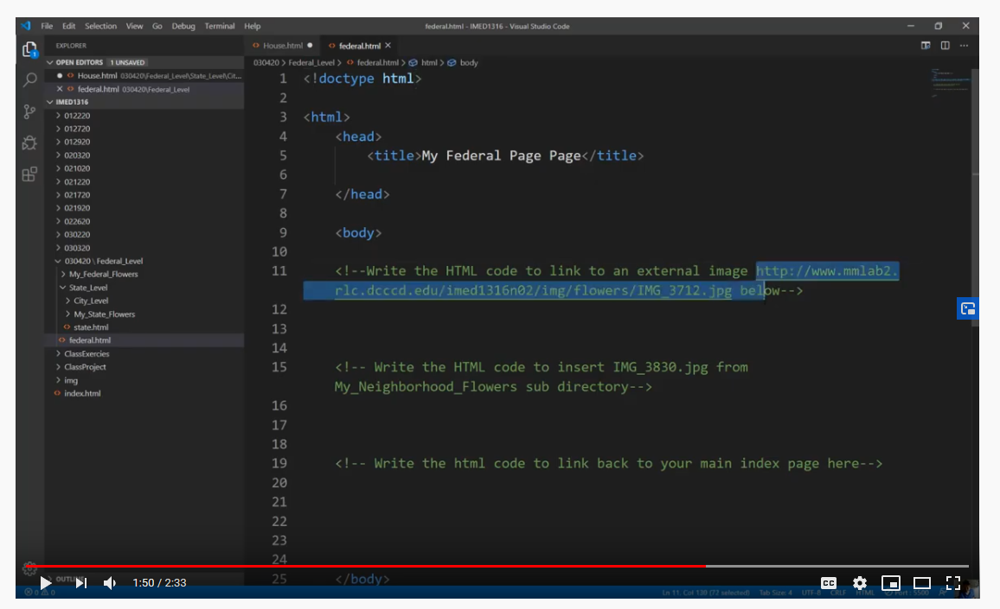 File Edit Selection View Go Debug Terminal Help
federal.html - IMED1316 - Visual Studio Code
EXPLORER
OPEN EDITORS 1 UNSAVED
House.html 030420\Federal_Level\State_Level\Cit...
federal.html 030420\Federal_Level
IMED1316
012220
012720
012920
020320
021020
021220
021720
021920
022620
030220
030320
030420 \ Federal_Level
My_Federal_Flowers
State_Level
City_Level
My_State_Flowers
state.html
federal.html
ClassExercies
ClassProject
img
index.html
OUTLINE
House.html
federal.html
030420 > Federal_Level > federal.html > html > body
1 <!doctype html>
2
3 <html>
4 <head>
5 <title>My Federal Page Page</title>
6
7 </head>
8
9 <body>
10
11 <!--Write the HTML code to link to an external image http://www.mmlab2.
rlc.dcccd.edu/imed1316n02/img/flowers/IMG_3712.jpg below-->
12
13
14
15 <!-- Write the HTML code to insert IMG_3830.jpg from
My_Neighborhood_Flowers sub directory-->
16
17
18
19 <!-- Write the html code to link back to your main index page here-->
20
21
22
23
24
25 </body>
1:50 / 2:33
CC
0 0
Ln 11, Col 139 (72 selected) Tab Size: 4 UTF-8 CRLF HTML Port : 5500